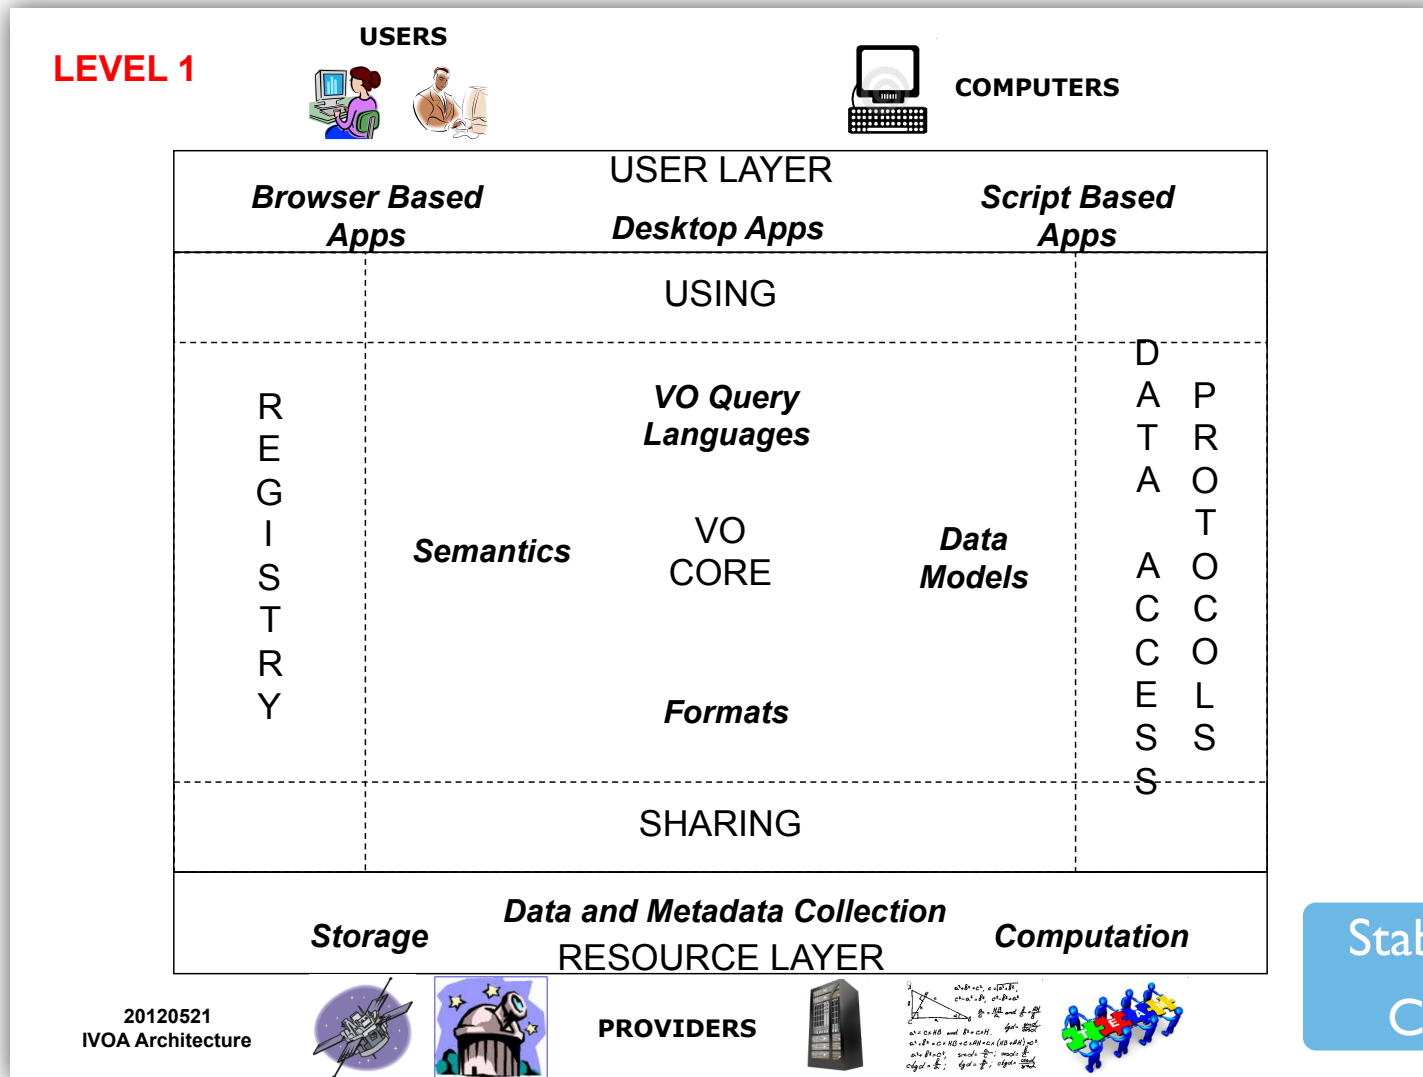 LEVEL 1
USERS
COMPUTERS
USER LAYER
Browser Based
Apps
Desktop Apps
Script Based
Apps
USING
REGISTRY
VO Query
Languages
Semantics
VO
CORE
Data
Models
Formats
DATA ACCESS
PROTOCOLS
SHARING
Data and Metadata Collection
Storage
Computation
RESOURCE LAYER
20120521
IVOA Architecture
PROVIDERS